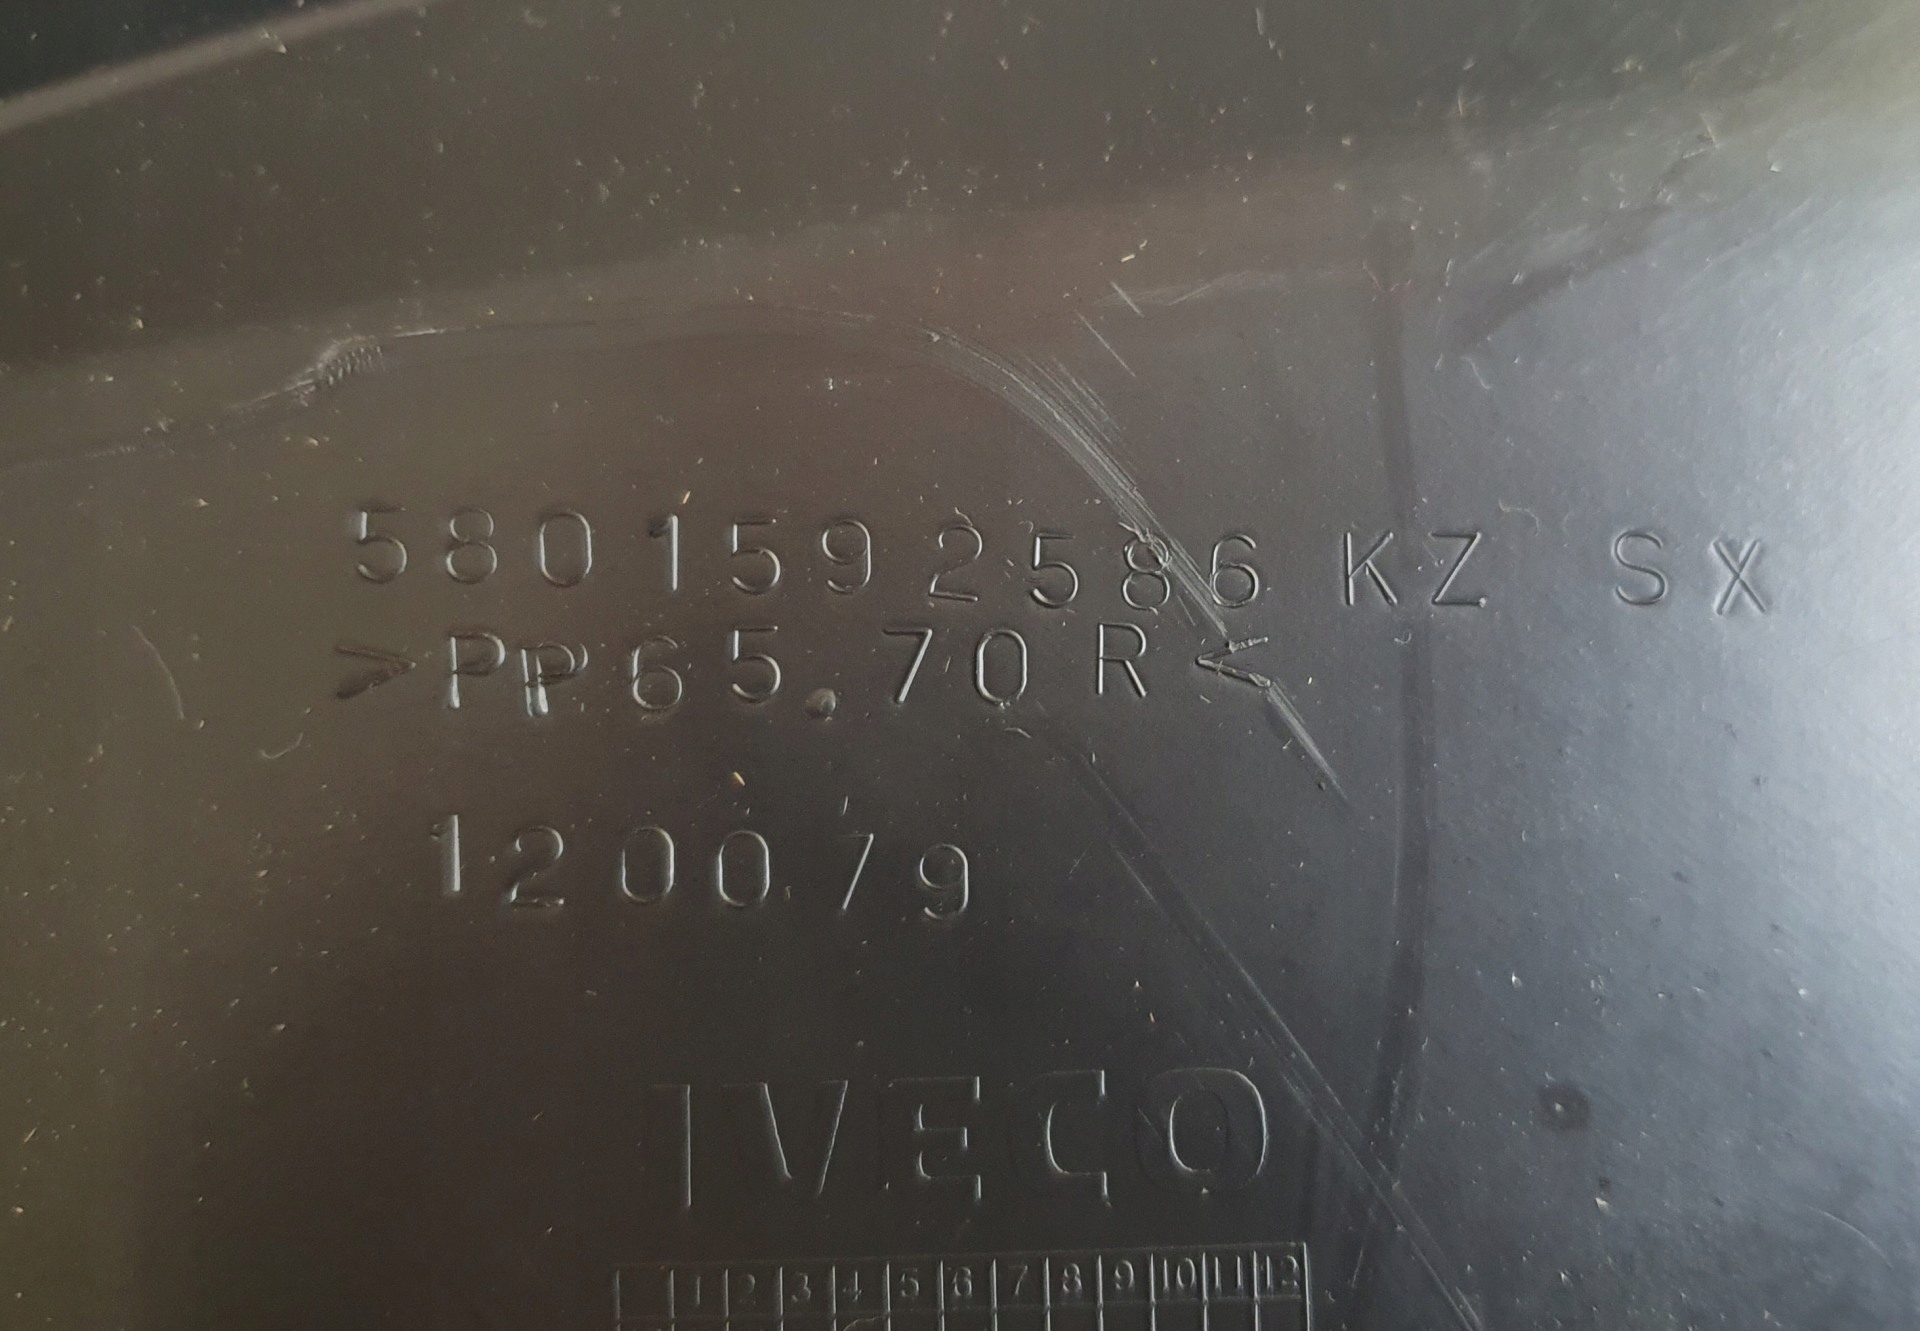 5801592586 KZ SX
>PP65.70R<
120079
IVECO
1 2 3 4 5 6 7 8 9 10 11 12